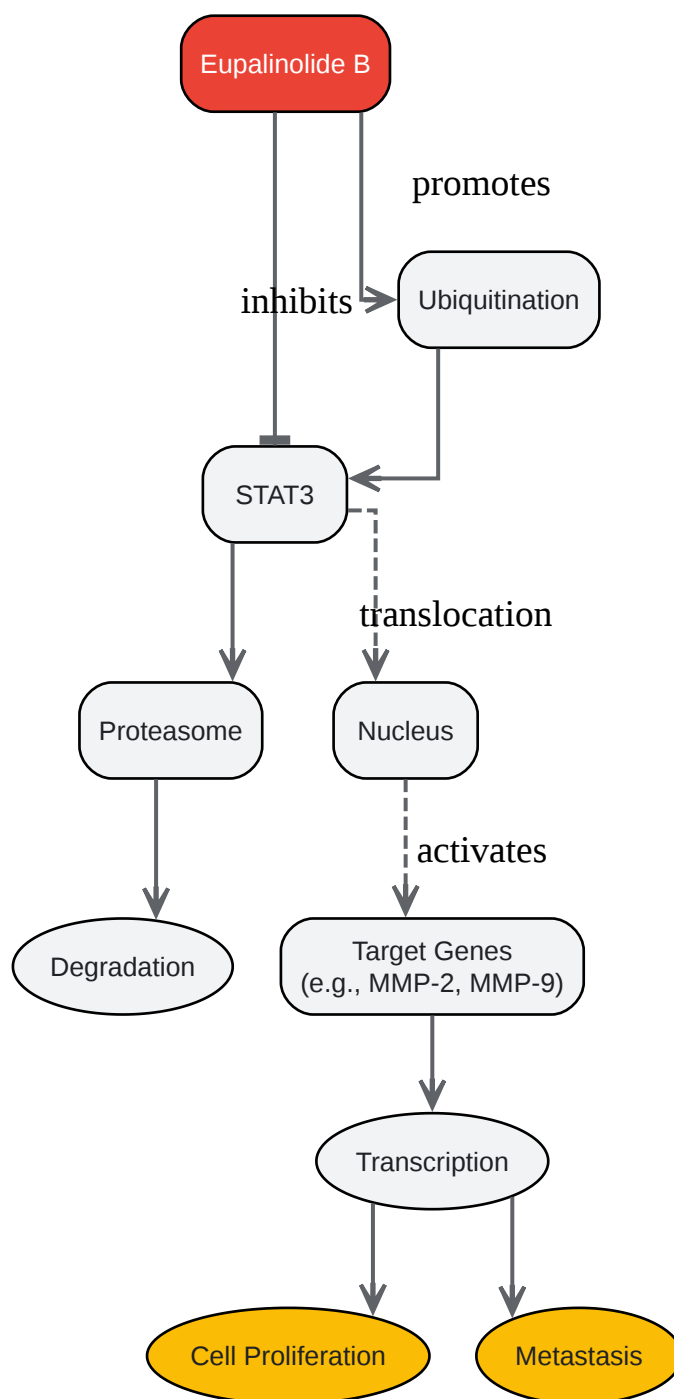 Eupalinolide B
promotes
inhibits
Ubiquitination
STAT3
translocation
Proteasome
Nucleus
activates
Degradation
Target Genes
(e.g., MMP-2, MMP-9)
Transcription
Cell Proliferation
Metastasis